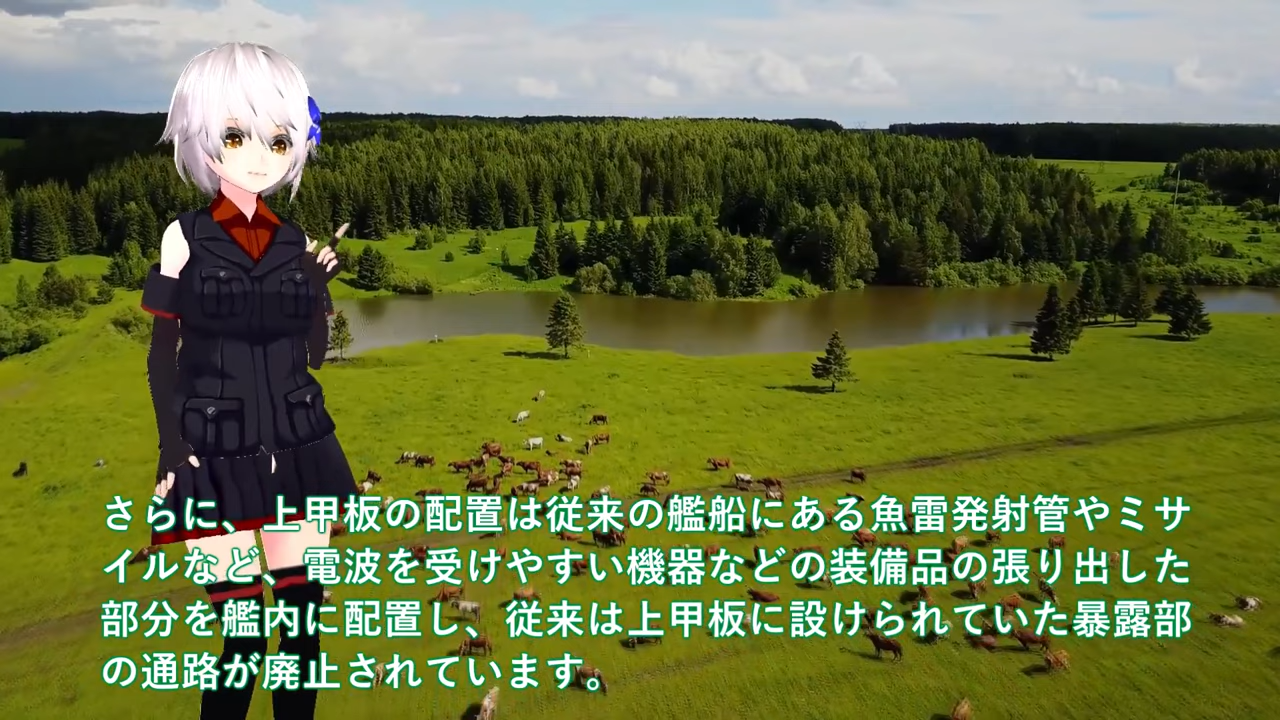 さらに、上甲板の配置は従来の艦船にある魚雷発射管やミサ
イルなど、電波を受けやすい機器などの装備品の張り出した
部分を艦内に配置し、従来は上甲板に設けられていた暴露部
の通路が廃止されています。